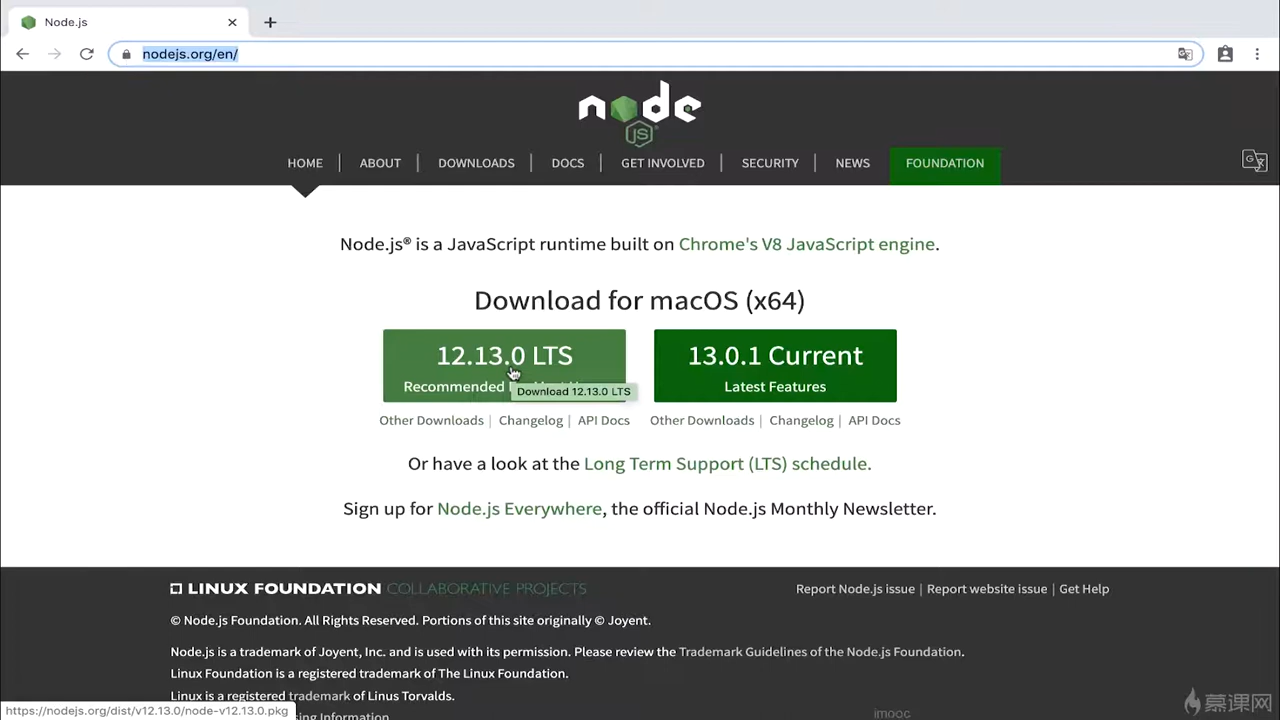 Node.js
nodejs.org/en/
node
JS
HOME | ABOUT | DOWNLOADS | DOCS | GET INVOLVED | SECURITY | NEWS FOUNDATION
Node.js® is a JavaScript runtime built on Chrome's V8 JavaScript engine.
Download for macOS (x64)
12.13.0 LTS
Recommended
Download 12.13.0 LTS
13.0.1 Current
Latest Features
Other Downloads | Changelog | API Docs
Other Downloads | Changelog | API Docs
Or have a look at the Long Term Support (LTS) schedule.
Sign up for Node.js Everywhere, the official Node.js Monthly Newsletter.
LINUX FOUNDATION COLLABORATIVE PROJECTS
Report Node.js issue | Report website issue | Get Help
© Node.js Foundation. All Rights Reserved. Portions of this site originally © Joyent.
Node.js is a trademark of Joyent, Inc. and is used with its permission. Please review the Trademark Guidelines of the Node.js Foundation.
Linux Foundation is a registered trademark of The Linux Foundation.
Linux is a registered trademark of Linus Torvalds.
Information
https://nodejs.org/dist/v12.13.0/node-v12.13.0.pkg
imooc
慕课网